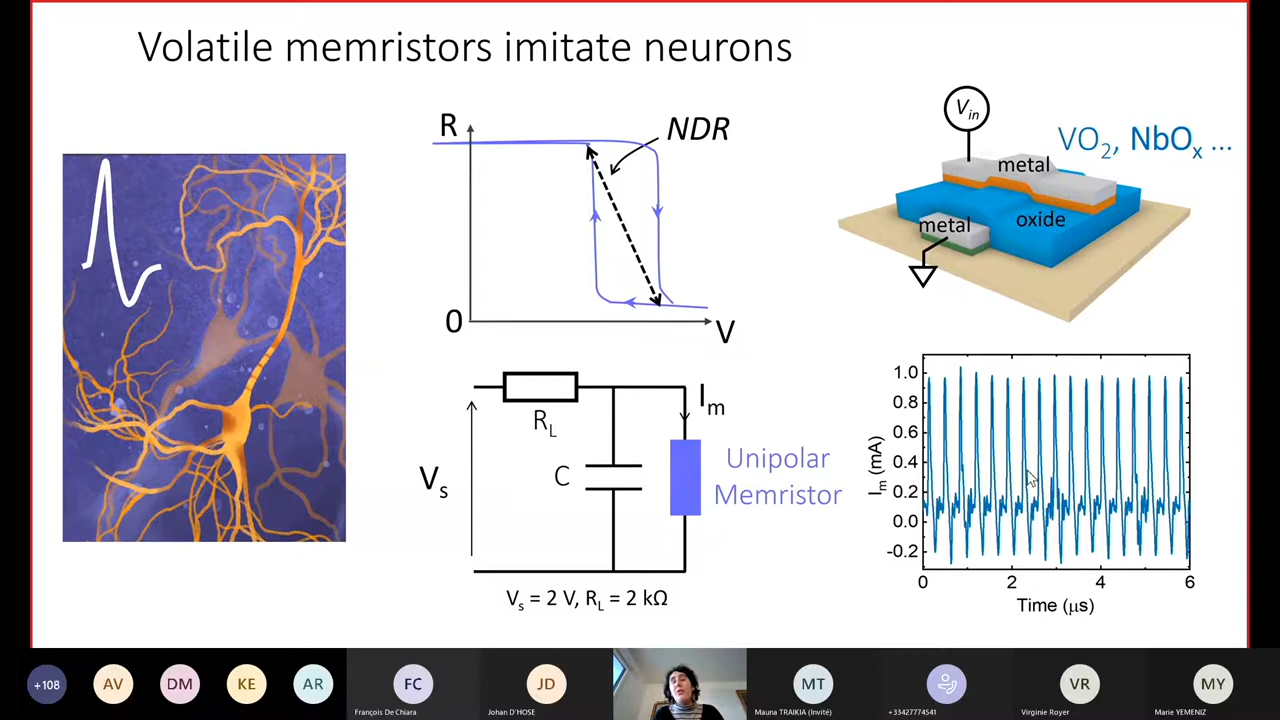 Volatile memristors imitate neurons
R
NDR
0
V
V_in
VO₂, NbOₓ ...
metal
metal
oxide
R_L
I_m
C
V_s
Unipolar
Memristor
V_s = 2 V, R_L = 2 kΩ
I_m (mA)
1.0
0.8
0.6
0.4
0.2
0.0
-0.2
0
2
4
6
Time (μs)
+108
AV
DM
KE
AR
FC
François De Chiara
JD
Johan D'HOSE
MT
Mauna TRAIKIA (Invité)
+33427774541
VR
Virginie Royer
MY
Marie YEMENIZ